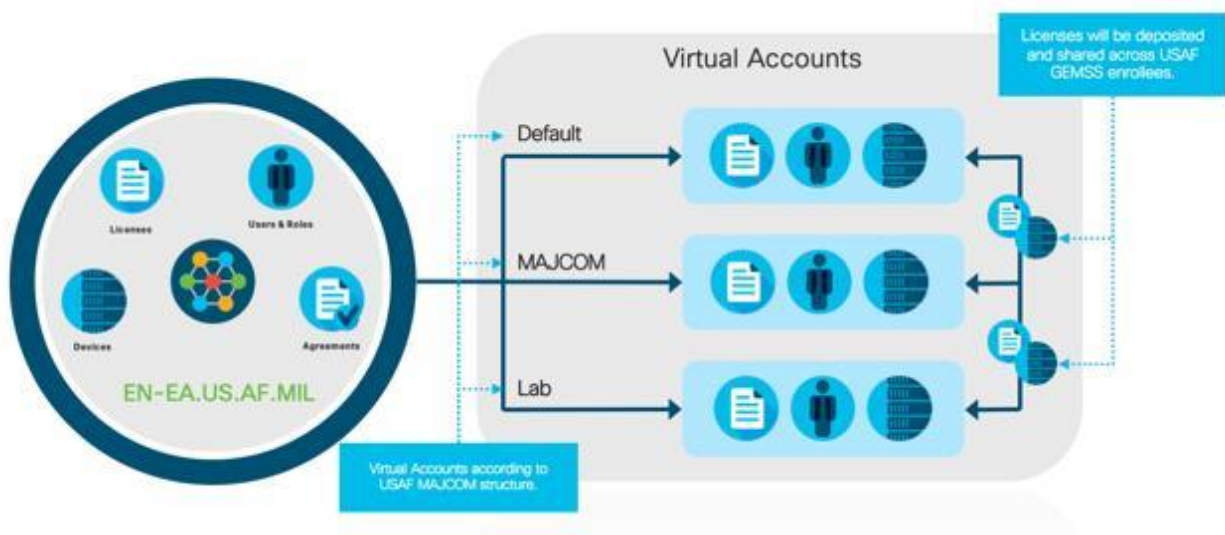 Virtual Accounts
Licenses will be deposited
and shared across USAF
GEMSS enrollees.
Default
MAJCOM
Lab
Licenses
Users & Roles
Devices
Agreements
EN-EA.US.AF.MIL
Virtual Accounts according to
USAF MAJCOM structure.